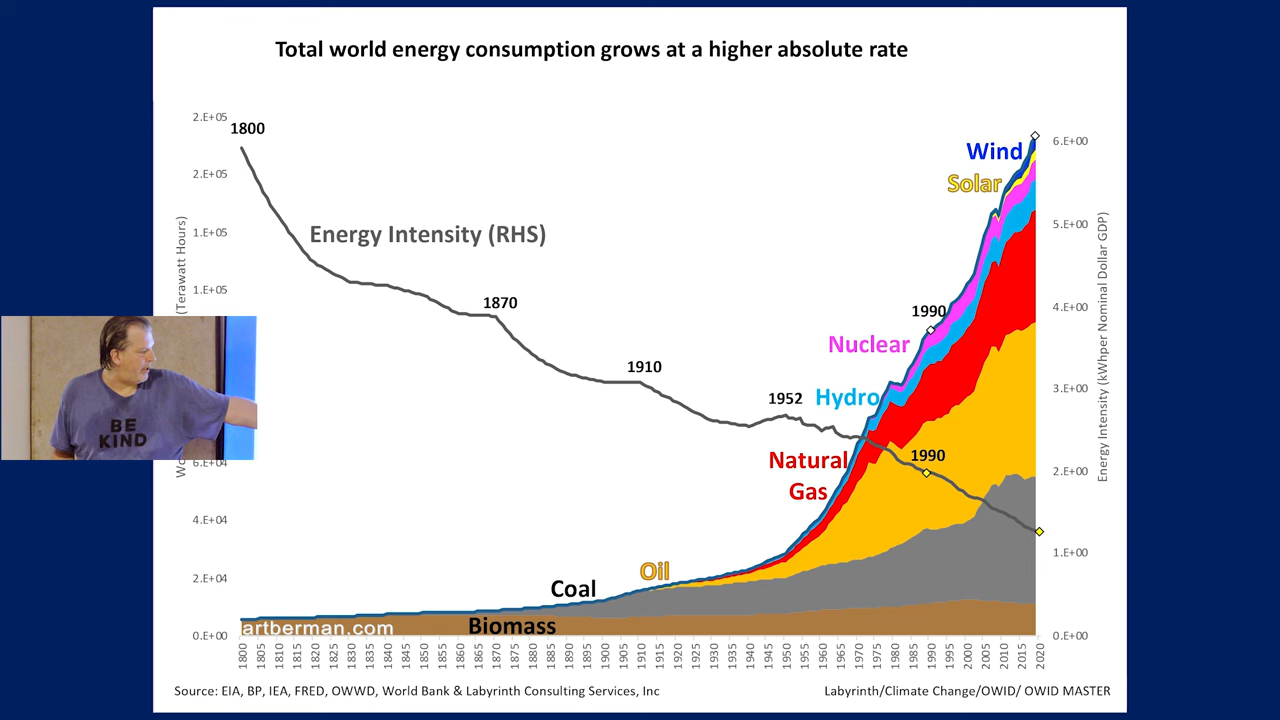 Total world energy consumption grows at a higher absolute rate
2.E+05
2.E+05
1.E+05
1.E+05
6.E+04
4.E+04
2.E+04
0.E+00
(Terawatt Hours)
1800
Energy Intensity (RHS)
1870
1910
1952
1990
1990
Wind
Solar
Nuclear
Hydro
Natural
Gas
Oil
Coal
Biomass
artberman.com
6.E+00
5.E+00
4.E+00
3.E+00
2.E+00
1.E+00
0.E+00
Energy Intensity (kWhper Nominal Dollar GDP)
BE
KIND
1800 1805 1810 1815 1820 1825 1830 1835 1840 1845 1850 1855 1860 1865 1870 1875 1880 1885 1890 1895 1900 1905 1910 1915 1920 1925 1930 1935 1940 1945 1950 1955 1960 1965 1970 1975 1980 1985 1990 1995 2000 2005 2010 2015 2020
Source: EIA, BP, IEA, FRED, OWWD, World Bank & Labyrinth Consulting Services, Inc
Labyrinth/Climate Change/OWID/ OWID MASTER